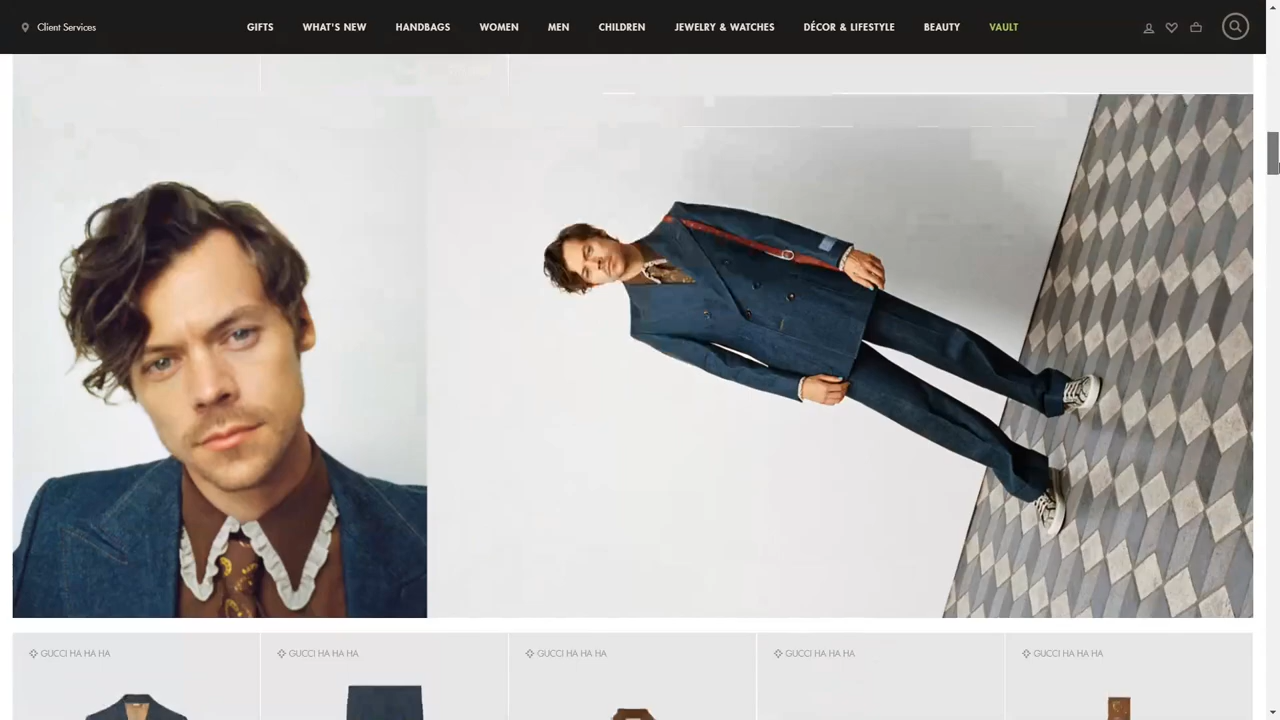 Client Services
GIFTS
WHAT'S NEW
HANDBAGS
WOMEN
MEN
CHILDREN
JEWELRY & WATCHES
DÉCOR & LIFESTYLE
BEAUTY
VAULT
GUCCI HA HA HA
GUCCI HA HA HA
GUCCI HA HA HA
GUCCI HA HA HA
GUCCI HA HA HA